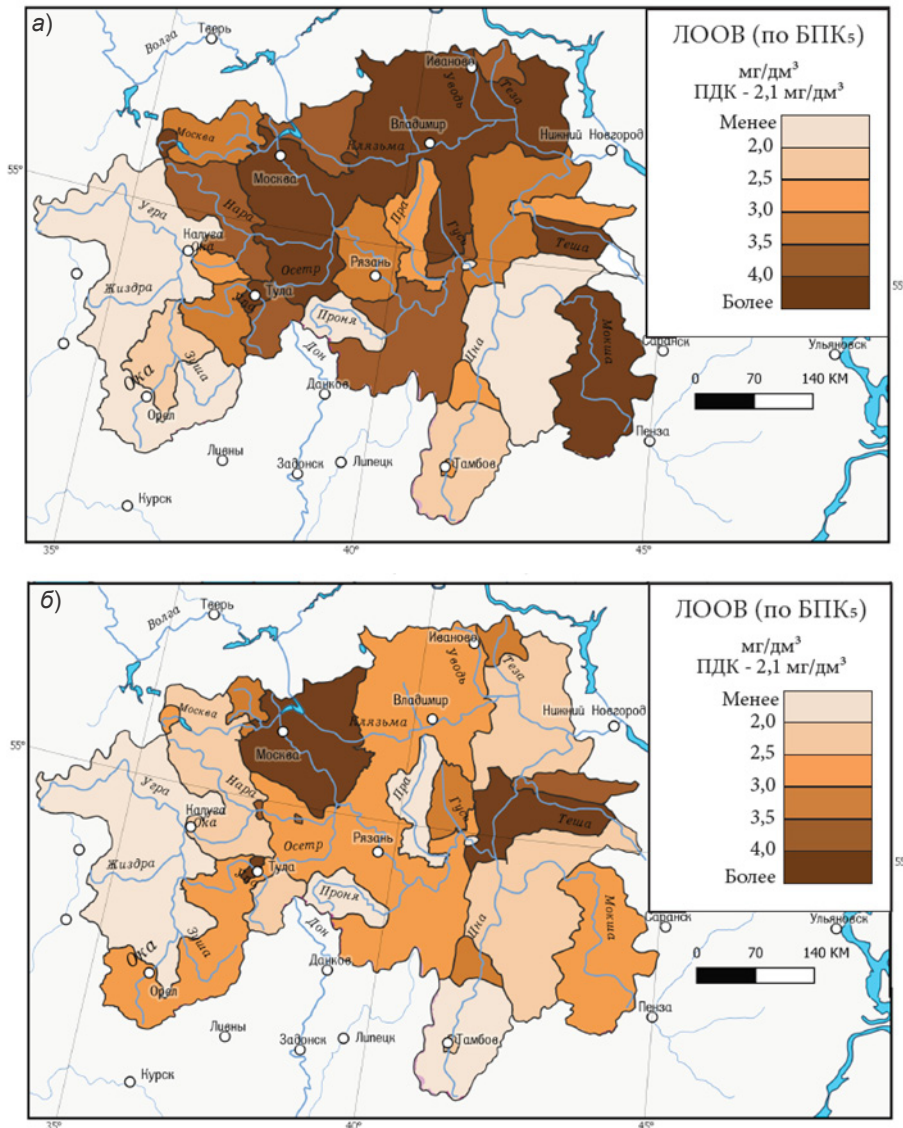 а)
Волга
Тверь
Иваново
Уводь
Теза
Москва
Клязьма
Владимир
Нижний Новгород
55°
Москва
Угра
Нара
Пра
Гусь
Калуга
Ока
Рязань
Теша
Жиздра
Осетр
Тула
Упа
Проня
Мокша
Цна
Ока
Зуша
Дон
Саранск
Ульяновск
Орел
Данков
Пенза
Ливны
Задонск
Липецк
Тамбов
Курск
35°
40°
45°
55°
ЛООВ (по БПК₅)
мг/дм³
ПДК - 2,1 мг/дм³
Менее
2,0
2,5
3,0
3,5
4,0
Более
0 70 140 КМ
б)
Волга
Тверь
Иваново
Уводь
Теза
Москва
Клязьма
Владимир
Нижний Новгород
55°
Москва
Угра
Нара
Пра
Гусь
Калуга
Ока
Рязань
Теша
Жиздра
Осетр
Тула
Упа
Проня
Мокша
Цна
Ока
Зуша
Дон
Саранск
Ульяновск
Орел
Данков
Пенза
Ливны
Задонск
Липецк
Тамбов
Курск
35°
40°
45°
55°
ЛООВ (по БПК₅)
мг/дм³
ПДК - 2,1 мг/дм³
Менее
2,0
2,5
3,0
3,5
4,0
Более
0 70 140 КМ